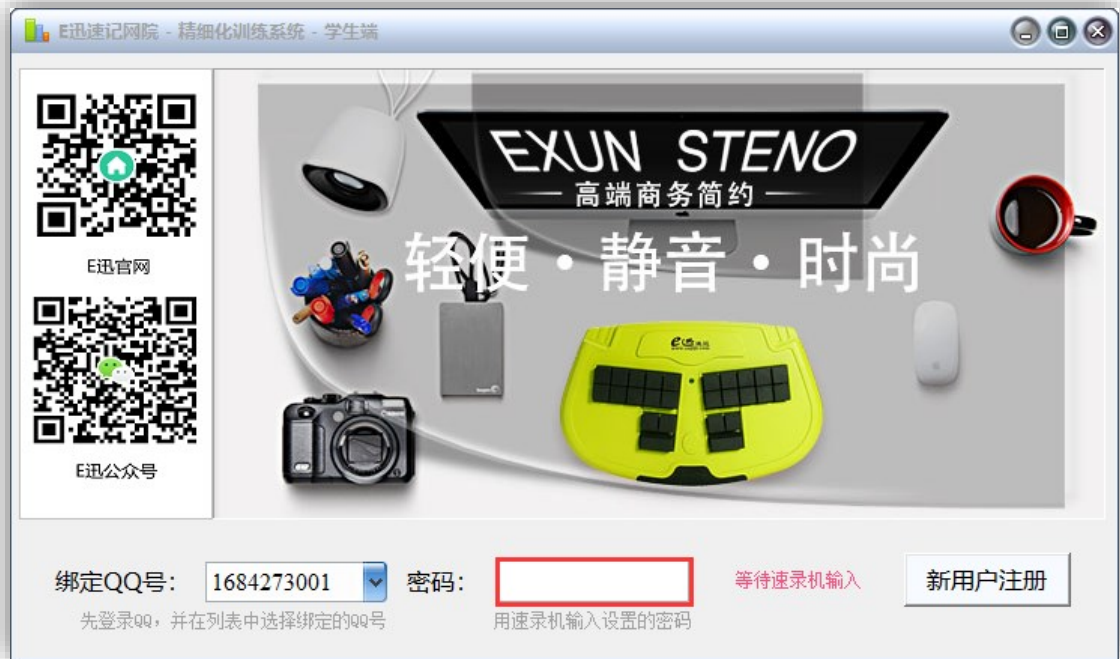 E迅速记网院 - 精细化训练系统 - 学生端
E迅官网
E迅公众号
EXUN STENO
高端商务简约
轻便·静音·时尚
绑定QQ号：
1684273001
密码：
等待速录机输入
新用户注册
先登录QQ，并在列表中选择绑定的QQ号
用速录机输入设置的密码